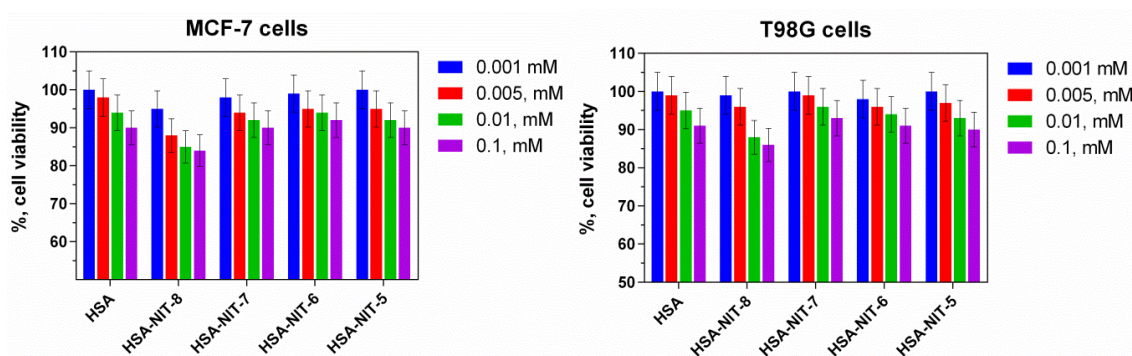 MCF-7 cells
%, cell viability
110
100
90
80
70
60
HSA
HSA-NIT-8
HSA-NIT-7
HSA-NIT-6
HSA-NIT-5
0.001 mM
0.005, mM
0.01, mM
0.1, mM
T98G cells
%, cell viability
110
100
90
80
70
60
50
HSA
HSA-NIT-8
HSA-NIT-7
HSA-NIT-6
HSA-NIT-5
0.001 mM
0.005, mM
0.01, mM
0.1, mM